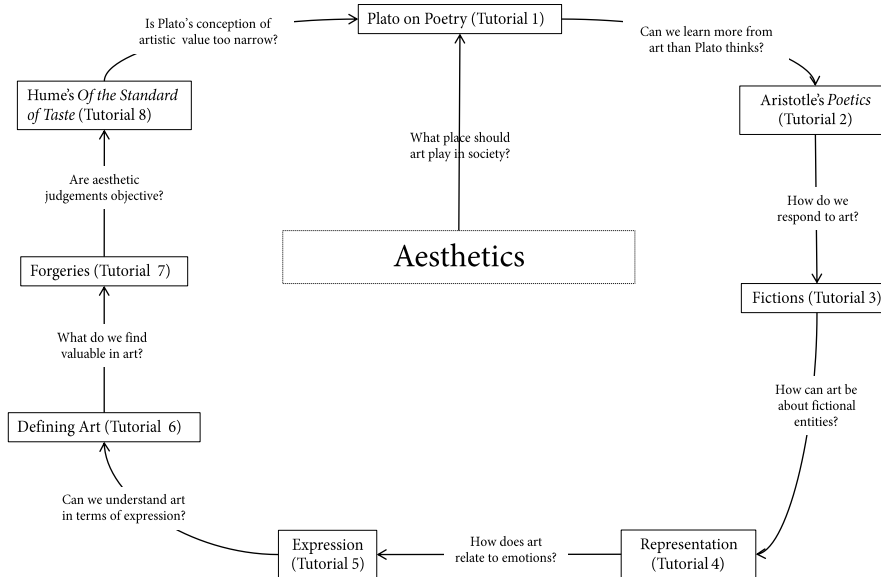 Is Plato's conception of
artistic value too narrow?
Plato on Poetry (Tutorial 1)
Can we learn more from
art than Plato thinks?
Hume's Of the Standard
of Taste (Tutorial 8)
Aristotle's Poetics
(Tutorial 2)
What place should
art play in society?
Are aesthetic
judgements objective?
How do we
respond to art?
Aesthetics
Forgeries (Tutorial 7)
Fictions (Tutorial 3)
What do we find
valuable in art?
How can art be
about fictional
entities?
Defining Art (Tutorial 6)
Can we understand art
in terms of expression?
Expression
(Tutorial 5)
How does art
relate to emotions?
Representation
(Tutorial 4)